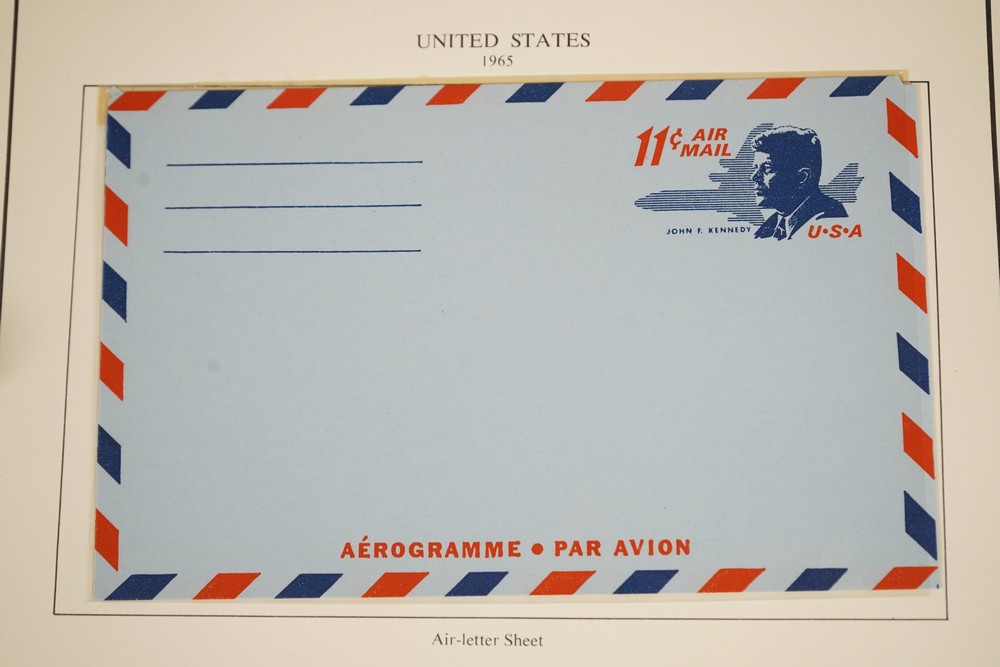 UNITED STATES
1965
11¢ AIR
MAIL
JOHN F. KENNEDY
U•S•A
AÉROGRAMME • PAR AVION
Air-letter Sheet